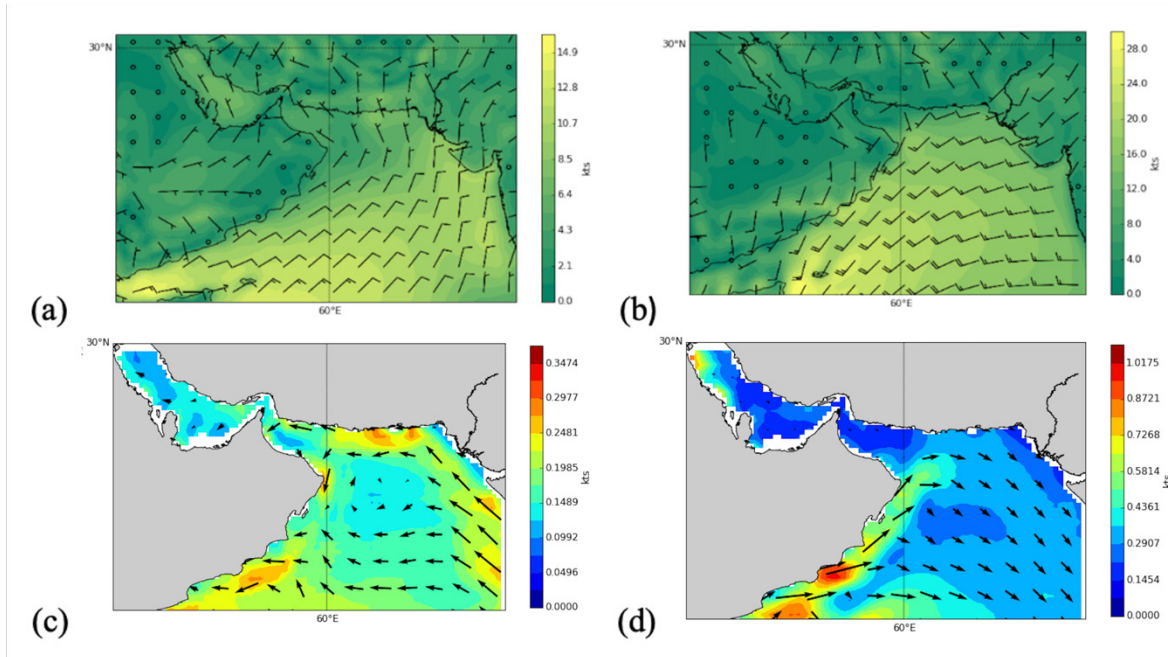 30°N
14.9
12.8
10.7
8.5
6.4
4.2
2.1
0.0
kts
60°E
(a)
30°N
28.0
24.0
20.0
16.0
12.0
8.0
4.0
0.0
kts
60°E
(b)
30°N
0.3474
0.2977
0.2481
0.1985
0.1489
0.0992
0.0496
0.0000
kts
60°E
(c)
30°N
1.0175
0.8721
0.7268
0.5814
0.4361
0.2907
0.1454
0.0000
kts
60°E
(d)